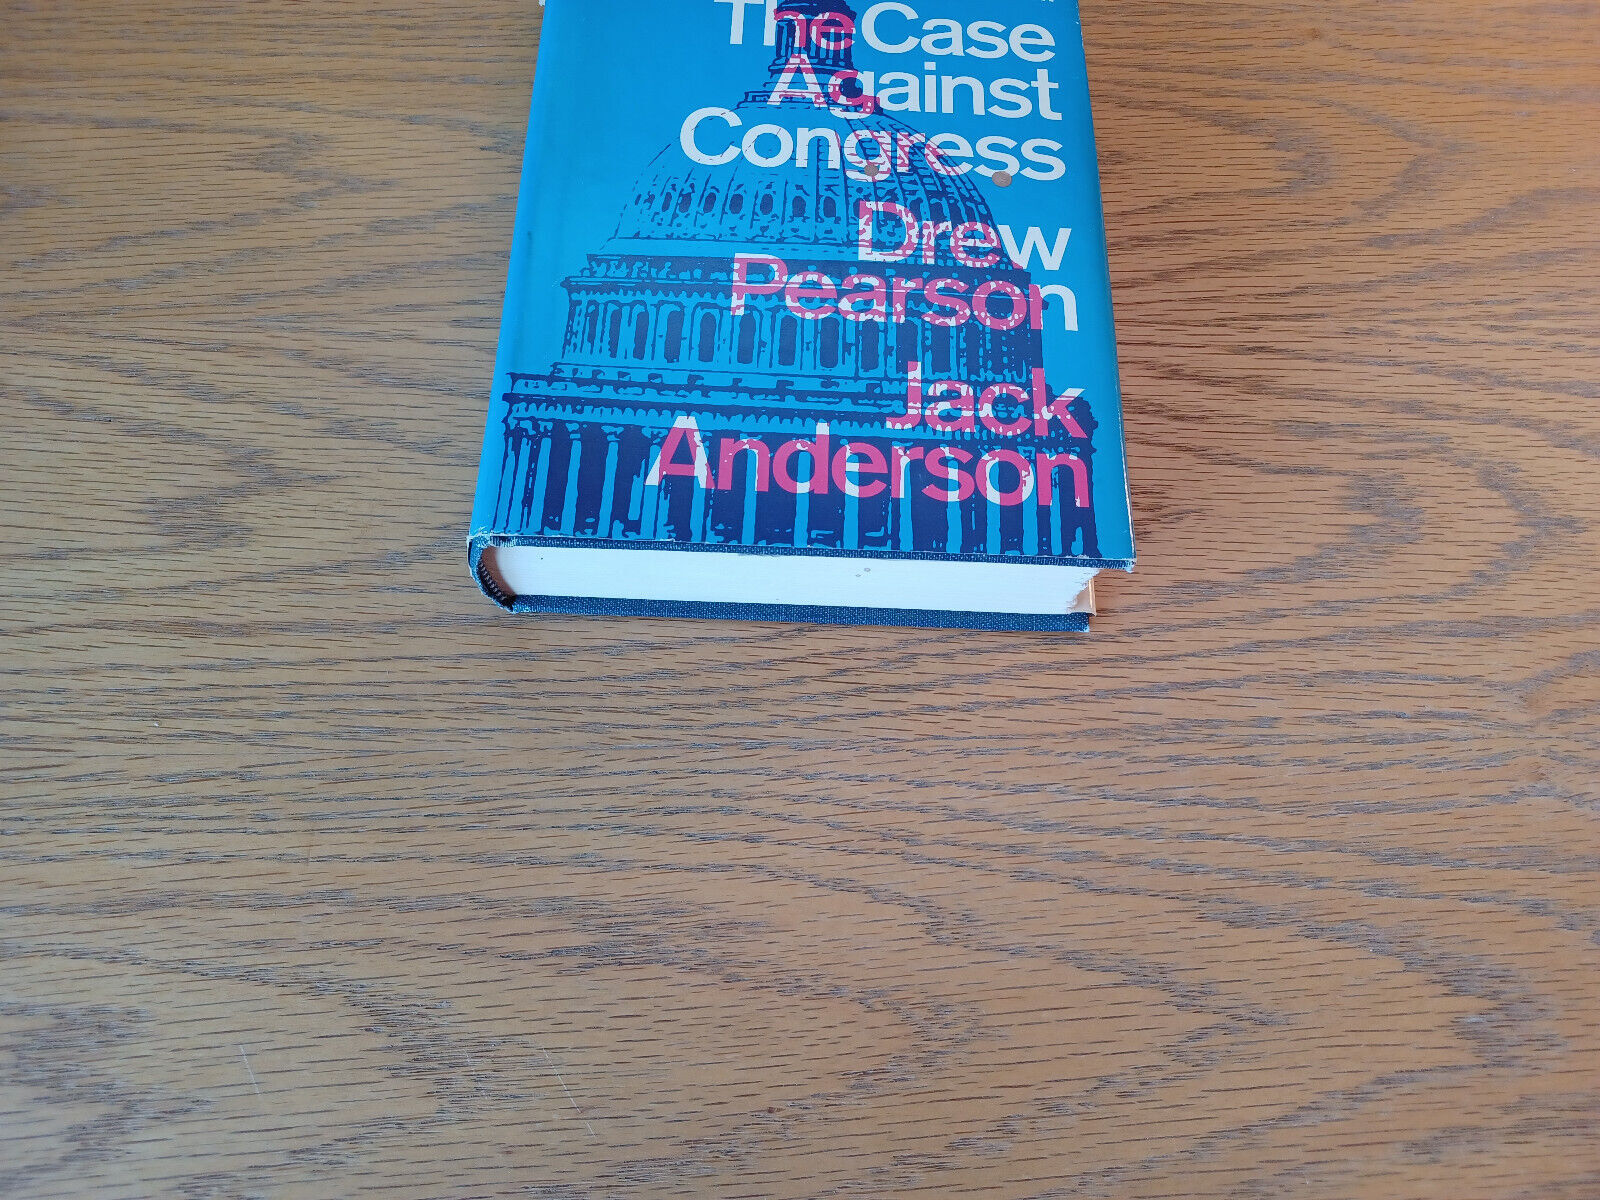 The Case
Against
Congress
Drew
Pearson
Jack
Anderson